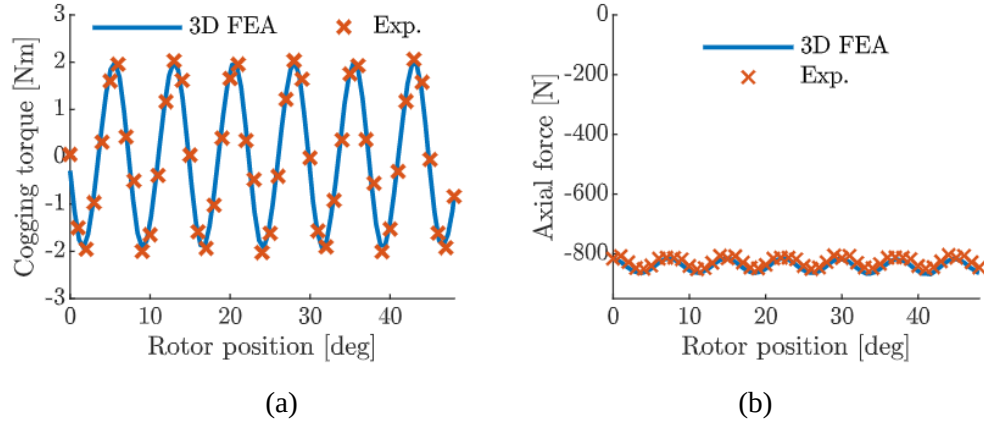 3D FEA
Exp.
Cogging torque [Nm]
3
2
1
0
-1
-2
-3
0
10
20
30
40
Rotor position [deg]
(a)
3D FEA
Exp.
Axial force [N]
0
-200
-400
-600
-800
0
10
20
30
40
Rotor position [deg]
(b)